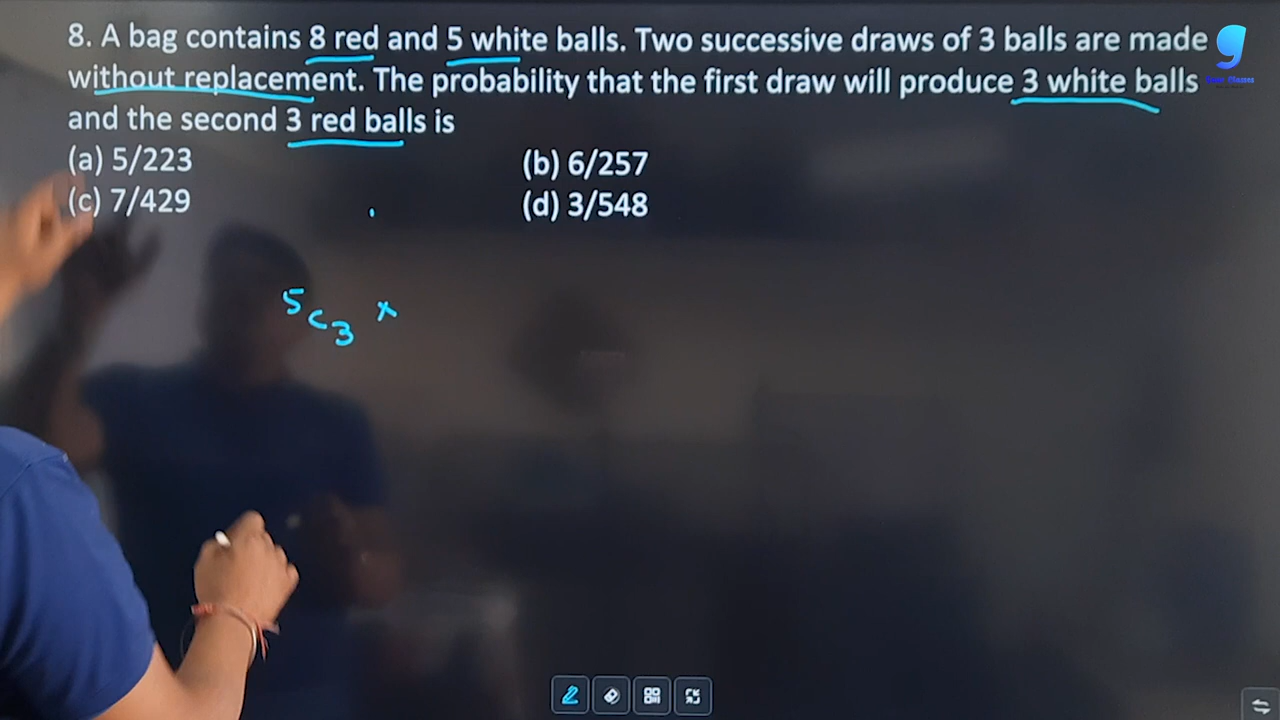 8. A bag contains 8 red and 5 white balls. Two successive draws of 3 balls are made
without replacement. The probability that the first draw will produce 3 white balls
and the second 3 red balls is
(a) 5/223 (b) 6/257
(c) 7/429 (d) 3/548
5c3 ×